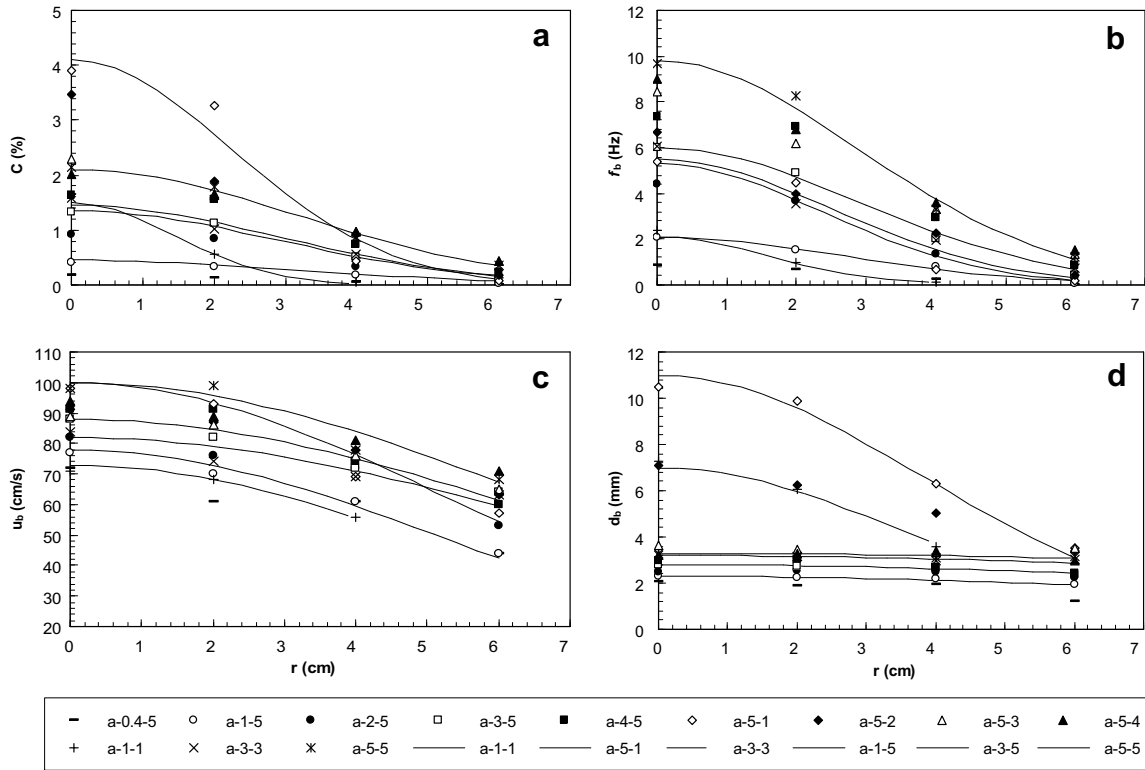 a
5
4
3
2
1
0
C (%)
0 1 2 3 4 5 6 7
b
12
10
8
6
4
2
0
f_b (Hz)
0 1 2 3 4 5 6 7
c
110
100
90
80
70
60
50
40
30
20
u_b (cm/s)
0 1 2 3 4 5 6 7
r (cm)
d
12
10
8
6
4
2
0
d_b (mm)
0 1 2 3 4 5 6 7
r (cm)
a-0.4-5 a-1-5 a-2-5 a-3-5 a-4-5 a-5-1 a-5-2 a-5-3 a-5-4
a-1-1 a-3-3 a-5-5 a-1-1 a-5-1 a-3-3 a-1-5 a-3-5 a-5-5